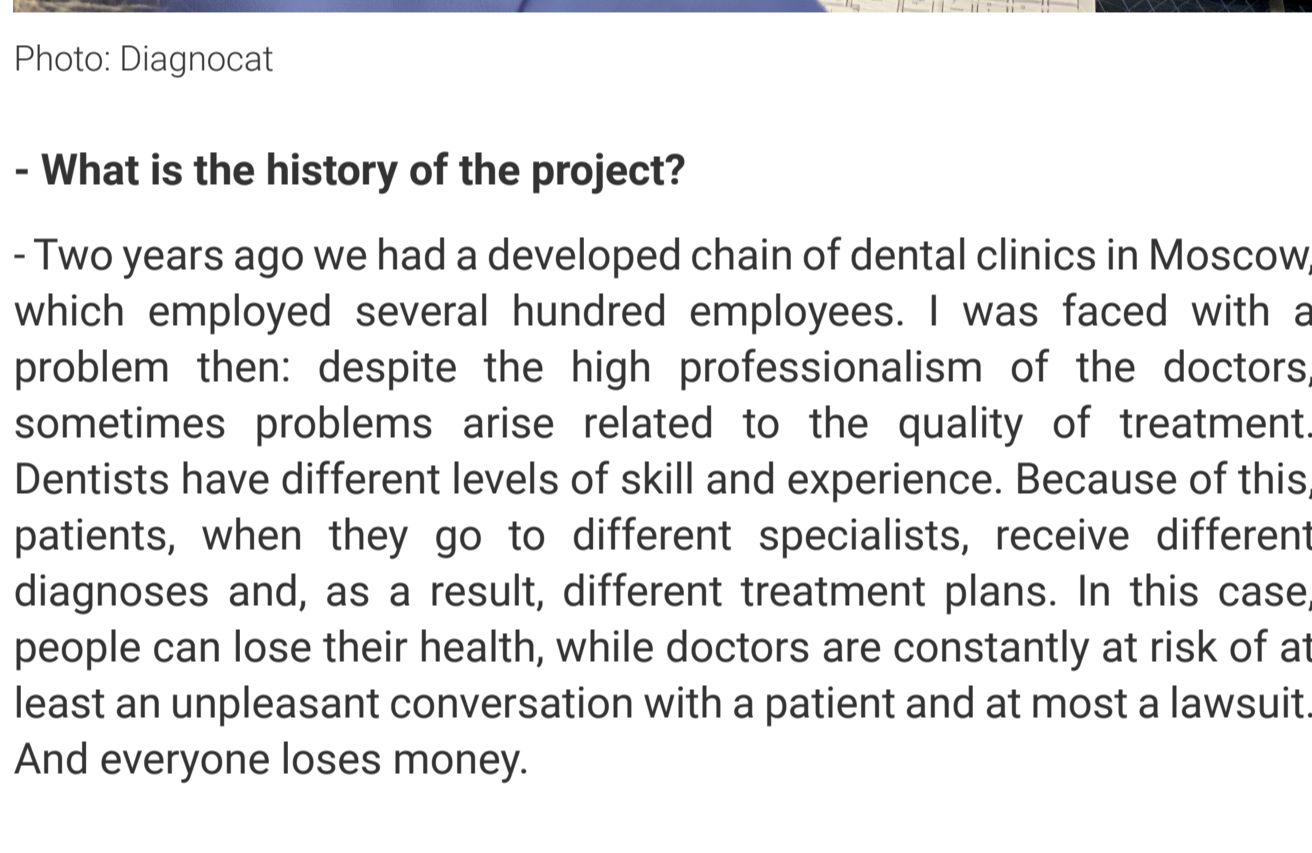 Photo: Diagnocat
- What is the history of the project?
- Two years ago we had a developed chain of dental clinics in Moscow,
which employed several hundred employees. I was faced with a
problem then: despite the high professionalism of the doctors,
sometimes problems arise related to the quality of treatment.
Dentists have different levels of skill and experience. Because of this,
patients, when they go to different specialists, receive different
diagnoses and, as a result, different treatment plans. In this case,
people can lose their health, while doctors are constantly at risk of at
least an unpleasant conversation with a patient and at most a lawsuit.
And everyone loses money.